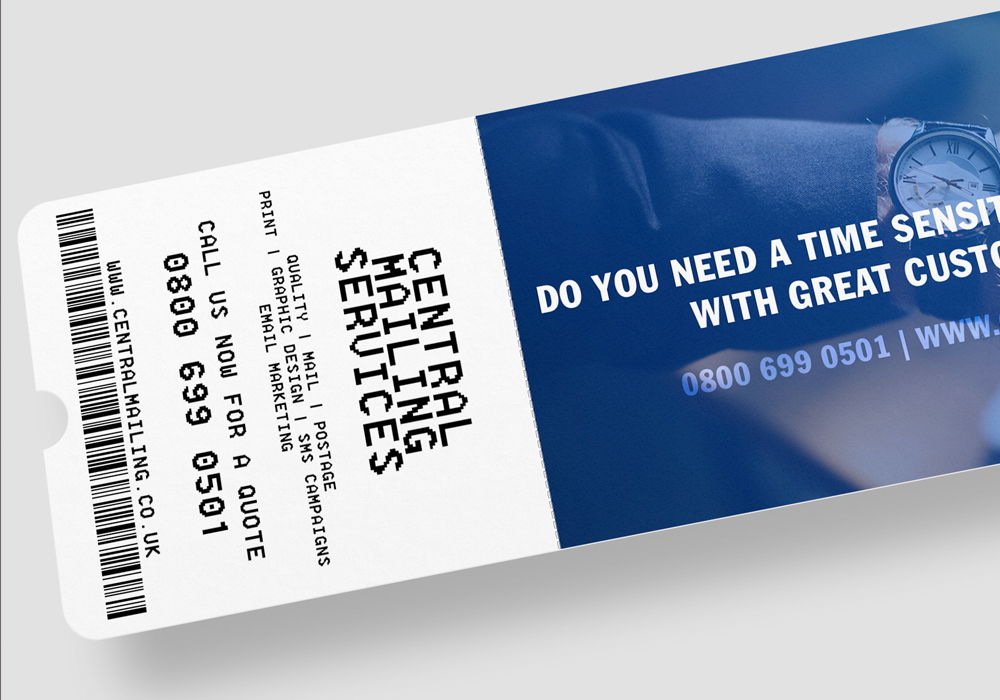 CENTRAL
MAILING
SERVICES
QUALITY | MAIL | POSTAGE
PRINT | GRAPHIC DESIGN | SMS CAMPAIGNS
EMAIL MARKETING
CALL US NOW FOR A QUOTE
0800 699 0501
WWW.CENTRALMAILING.CO.UK
DO YOU NEED A TIME SENSIT
WITH GREAT CUSTO
0800 699 0501 | WWW.